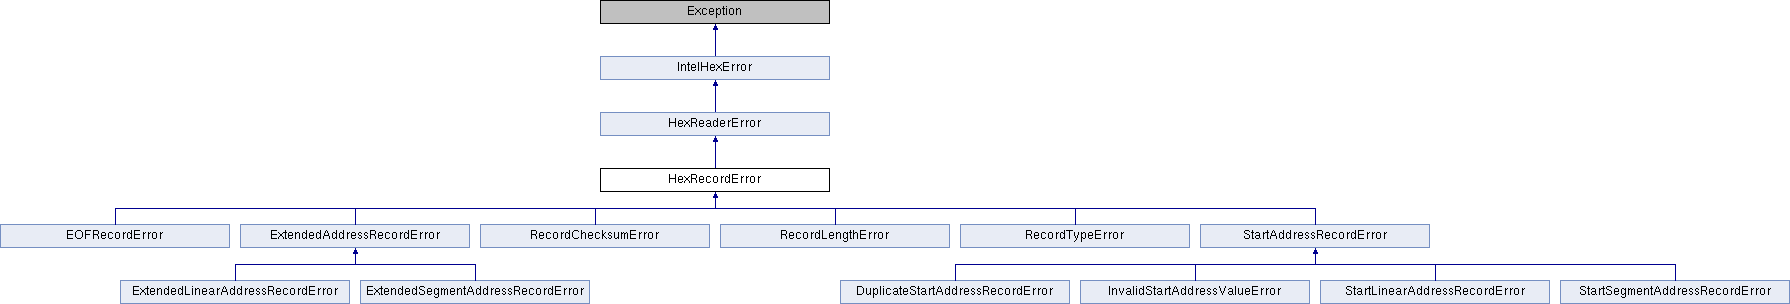 Exception
IntelHexError
HexReaderError
HexRecordError
EOFRecordError ExtendedAddressRecordError RecordChecksumError RecordLengthError RecordTypeError StartAddressRecordError
ExtendedLinearAddressRecordError ExtendedSegmentAddressRecordError DuplicateStartAddressRecordError InvalidStartAddressValueError StartLinearAddressRecordError StartSegmentAddressRecordError